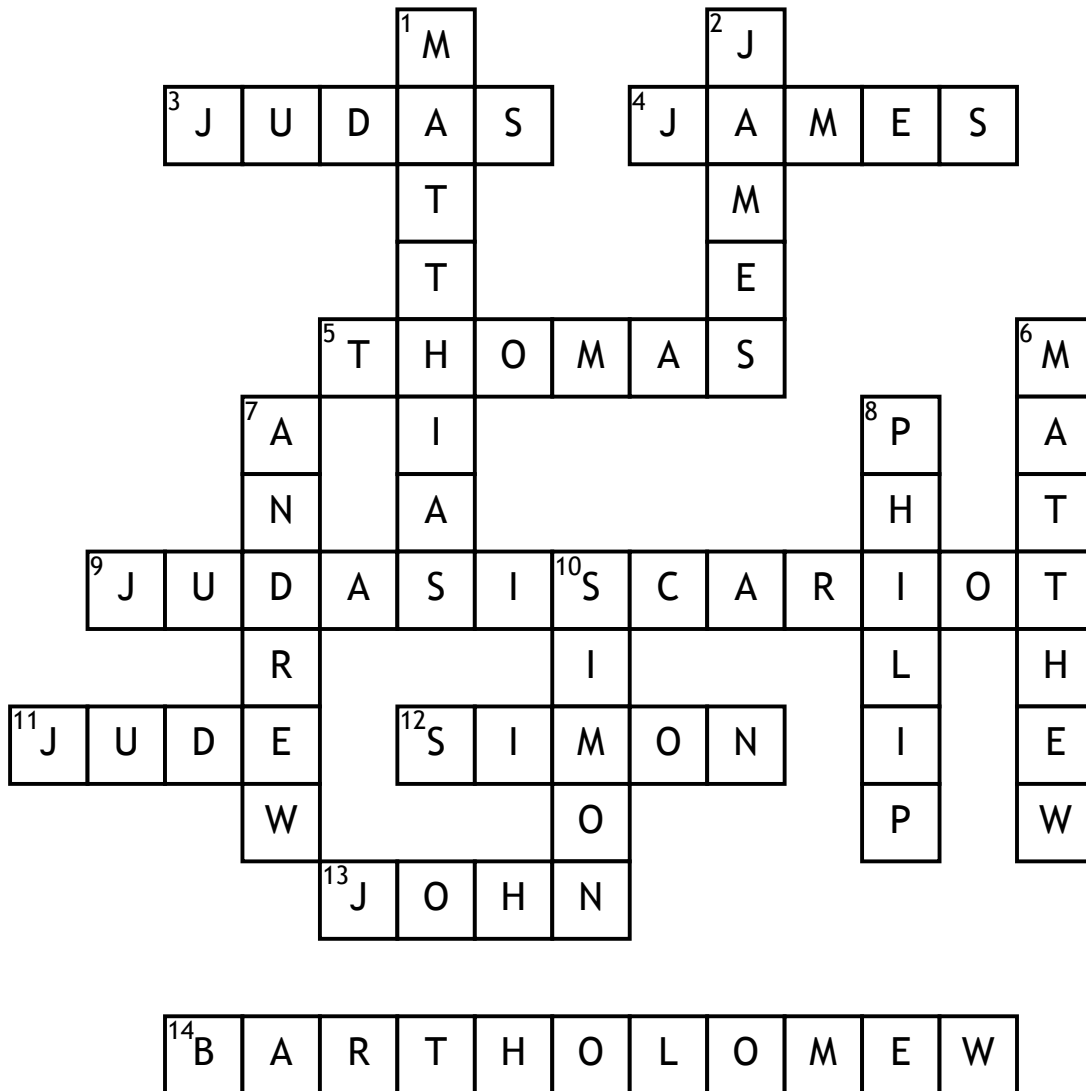 1 M 2 J
3 J U D A S 4 J A M E S
T M
T E
5 T H O M A S 6 M
7 A I 8 P A
N A H T
9 J U D A S I 10 S C A R I O T
R I L H
11 J U D E 12 S I M O N I E
W O P W
13 J O H N
14 B A R T H O L O M E W